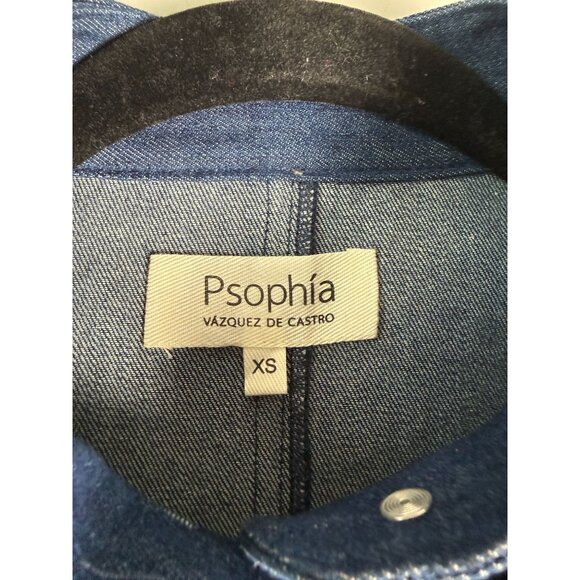 Psophía
VÁZQUEZ DE CASTRO
XS